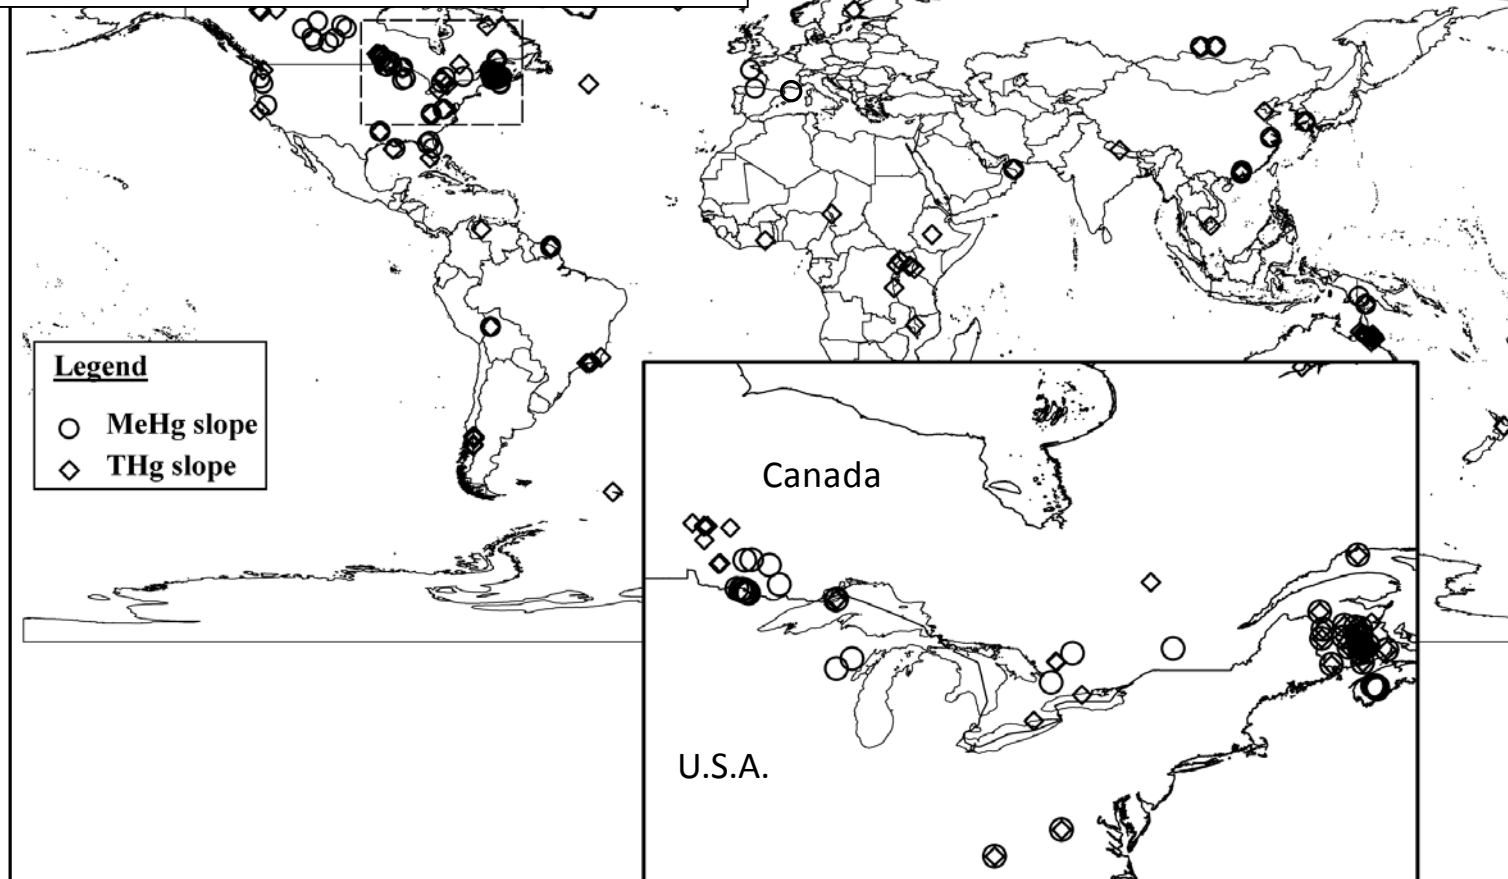 Legend
MeHg slope
THg slope
Canada
U.S.A.